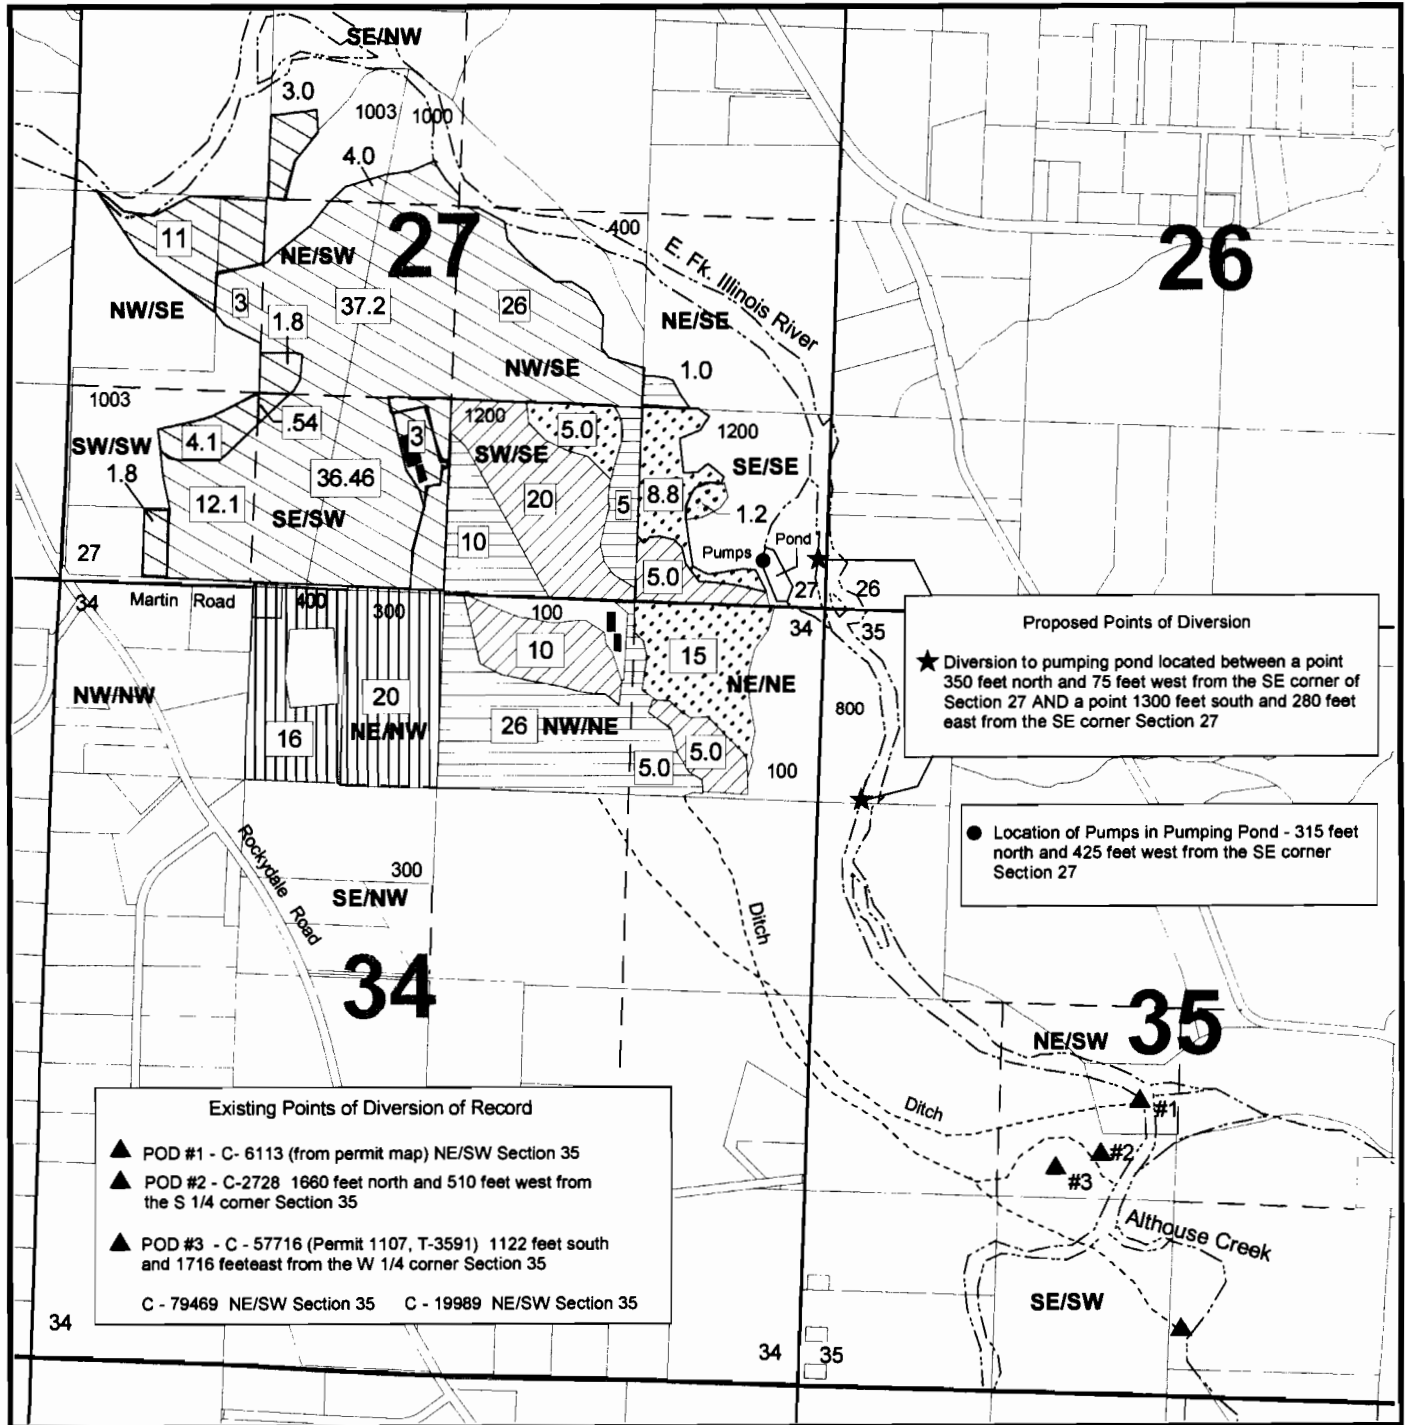 SE/NW
3.0
1003
1000
4.0
27
26
11
NE/SW
400
E. Fk. Illinois River
3
37.2
26
NW/SE
1.8
NE/SE
NW/SE
1.0
1003
1200
.54
3
5.0
1200
SW/SW
4.1
SW/SE
SE/SE
1.8
36.46
20
5
8.8
12.1
SE/SW
1.2
10
Pumps
Pond
27
5.0
27
26
34
Martin Road
400
300
100
34
35
10
15
NW/NW
20
NE/NE
16
NE/NW
26
NW/NE
800
5.0
5.0
100
Proposed Points of Diversion
Diversion to pumping pond located between a point
350 feet north and 75 feet west from the SE corner of
Section 27 AND a point 1300 feet south and 280 feet
east from the SE corner Section 27
Location of Pumps in Pumping Pond - 315 feet
north and 425 feet west from the SE corner
Section 27
Rockydale Road
300
SE/NW
Ditch
34
35
NE/SW
Ditch
#1
#2
#3
Althouse Creek
SE/SW
Existing Points of Diversion of Record
POD #1 - C- 6113 (from permit map) NE/SW Section 35
POD #2 - C-2728 1660 feet north and 510 feet west from
the S 1/4 corner Section 35
POD #3 - C - 57716 (Permit 1107, T-3591) 1122 feet south
and 1716 feeteast from the W 1/4 corner Section 35
C - 79469 NE/SW Section 35 C - 19989 NE/SW Section 35
34
34
35